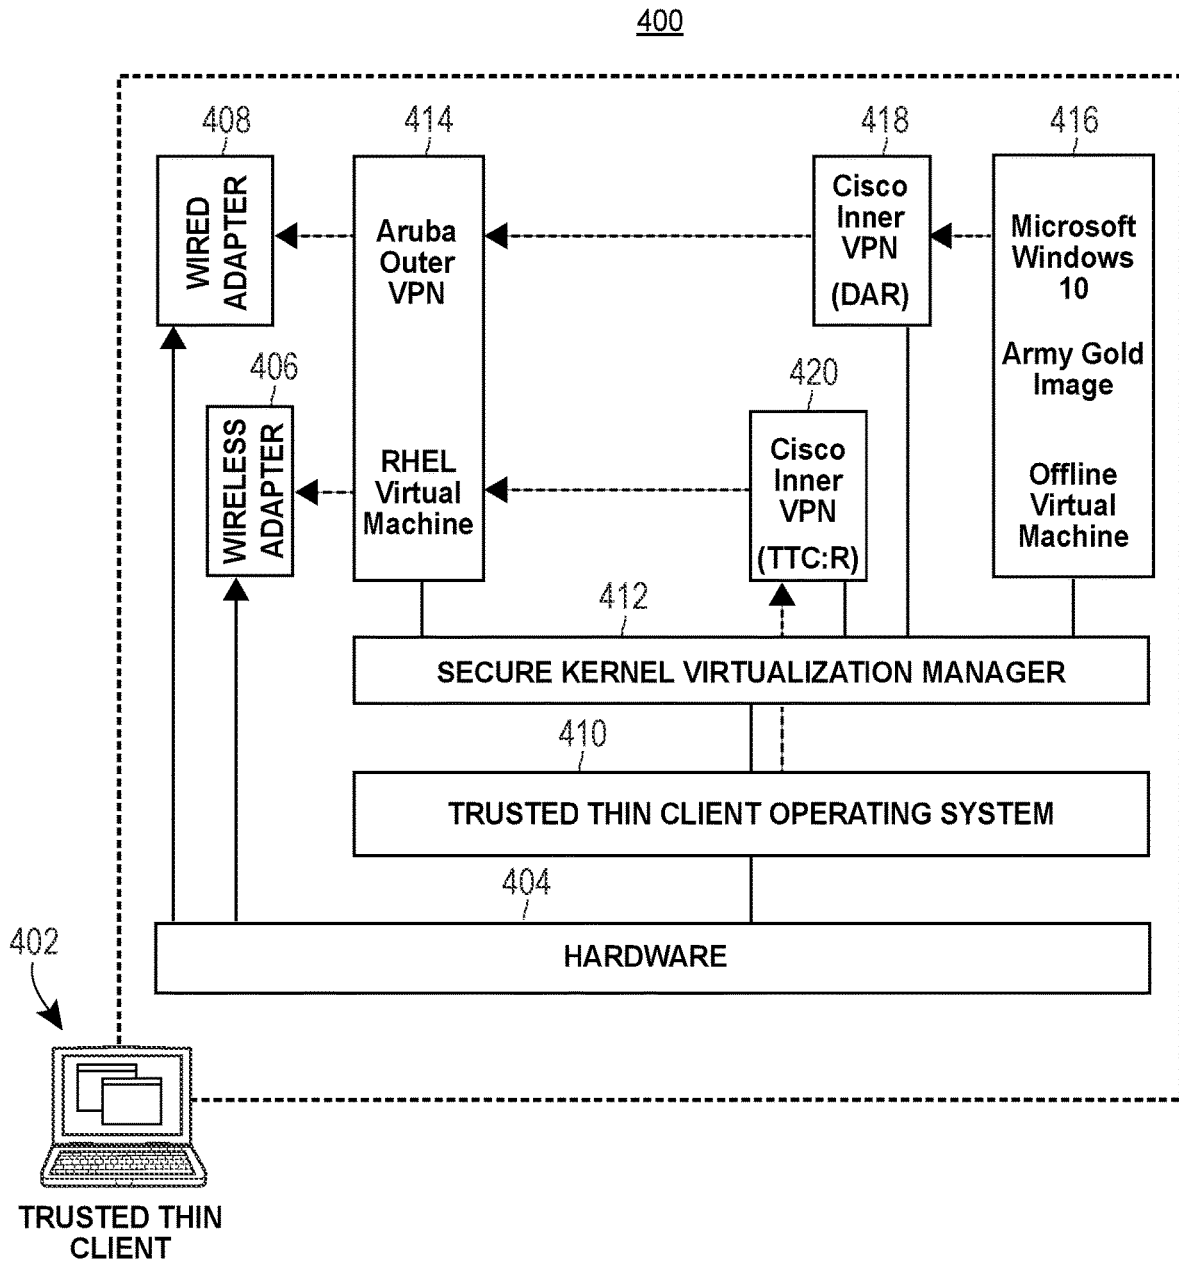 400
408
414
418
416
WIRED
ADAPTER
Aruba
Outer
VPN
Cisco
Inner
VPN
(DAR)
Microsoft
Windows
10
Army Gold
Image
Offline
Virtual
Machine
406
WIRELESS
ADAPTER
RHEL
Virtual
Machine
420
Cisco
Inner
VPN
(TTC:R)
412
SECURE KERNEL VIRTUALIZATION MANAGER
410
TRUSTED THIN CLIENT OPERATING SYSTEM
404
HARDWARE
402
TRUSTED THIN
CLIENT